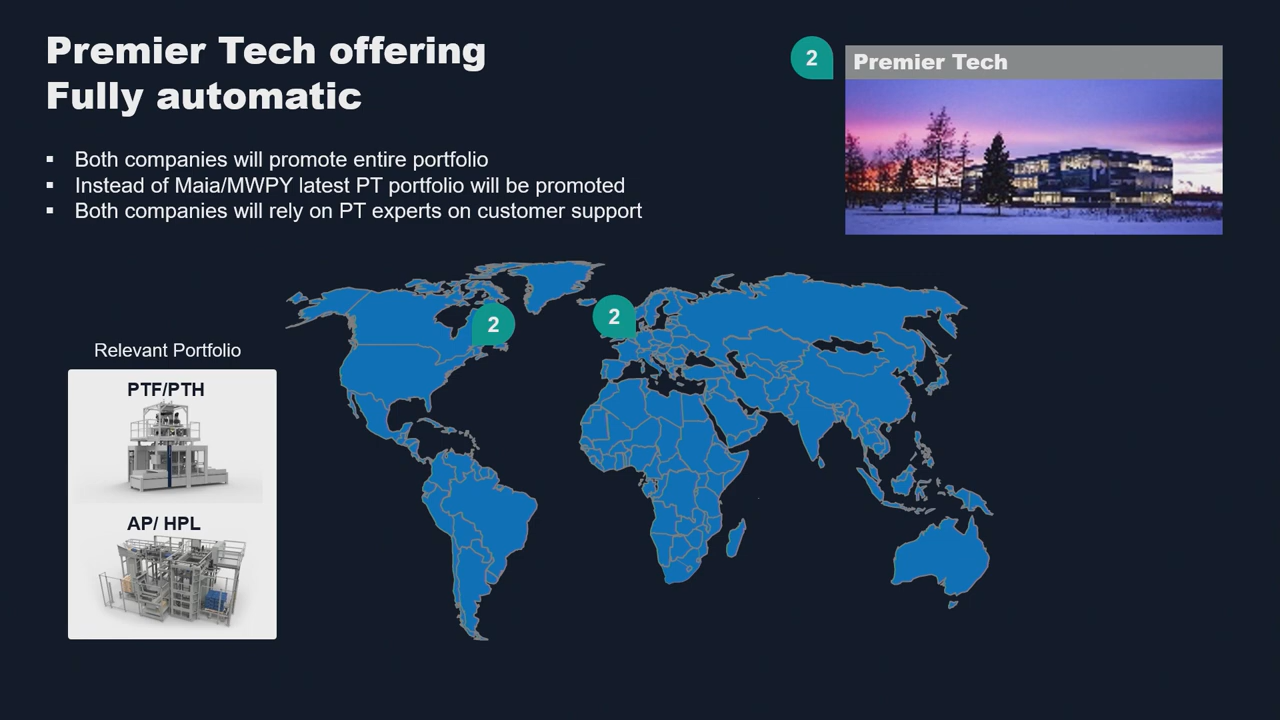 Premier Tech offering
Fully automatic
▪ Both companies will promote entire portfolio
▪ Instead of Maia/MWPY latest PT portfolio will be promoted
▪ Both companies will rely on PT experts on customer support
2
Premier Tech
2
2
Relevant Portfolio
PTF/PTH
AP/ HPL